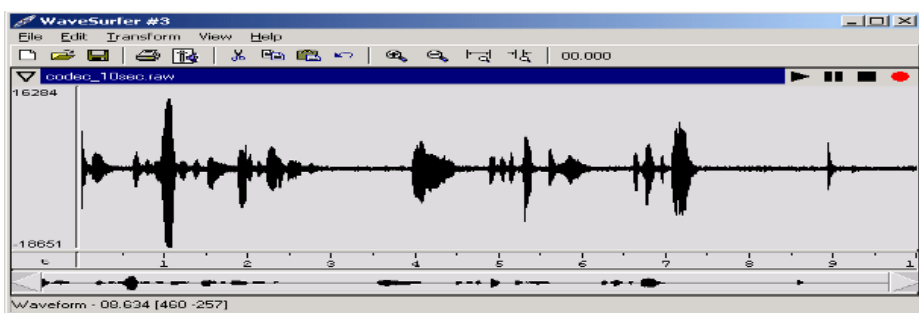 WaveSurfer #3
File Edit Transform View Help
00.000
codec_10sec.raw
16284
-18651
t 1 2 3 4 5 6 7 8 9 1
Waveform - 08.634 [460 -257]